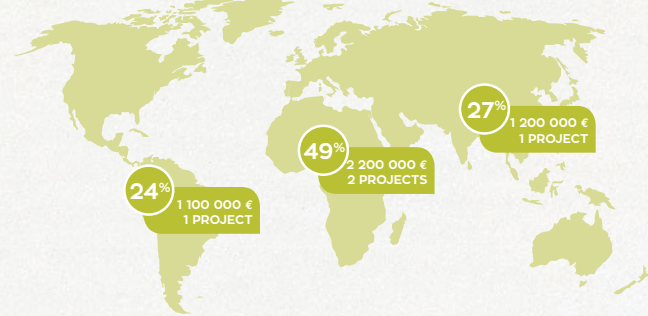 27%
1 200 000 €
1 PROJECT
49%
2 200 000 €
2 PROJECTS
24%
1 100 000 €
1 PROJECT